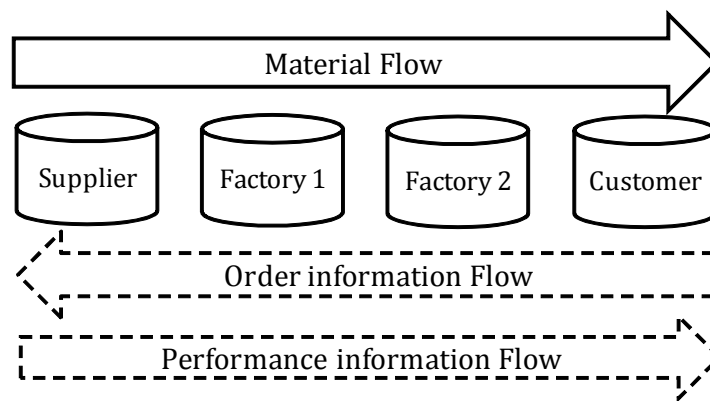 Material Flow
Supplier
Factory 1
Factory 2
Customer
Order information Flow
Performance information Flow